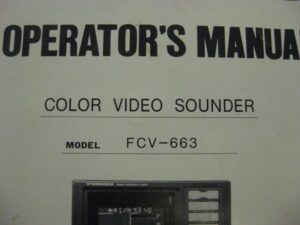 OPERATOR'S MANUA
COLOR VIDEO SOUNDER
MODEL FCV-663